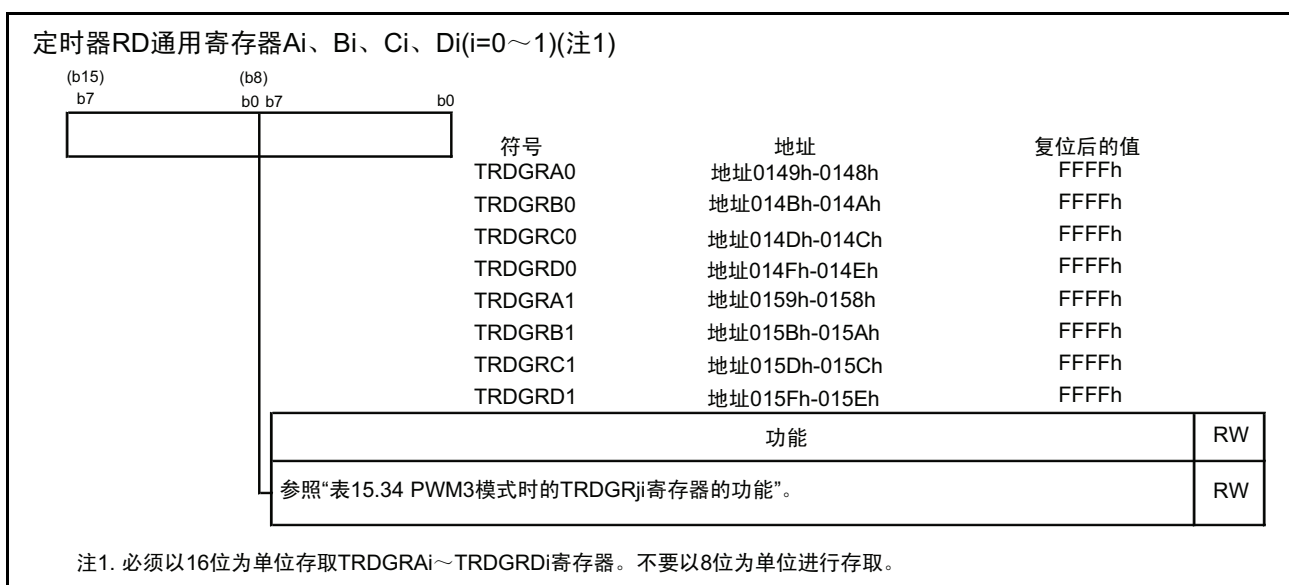 定时器RD通用寄存器Ai、Bi、Ci、Di(i=0～1)(注1)
(b15) (b8)
b7 b0 b7 b0
符号 地址 复位后的值
TRDGRA0 地址0149h-0148h FFFFh
TRDGRB0 地址014Bh-014Ah FFFFh
TRDGRC0 地址014Dh-014Ch FFFFh
TRDGRD0 地址014Fh-014Eh FFFFh
TRDGRA1 地址0159h-0158h FFFFh
TRDGRB1 地址015Bh-015Ah FFFFh
TRDGRC1 地址015Dh-015Ch FFFFh
TRDGRD1 地址015Fh-015Eh FFFFh
功能 RW
参照“表15.34 PWM3模式时的TRDGRji寄存器的功能”。 RW
注1. 必须以16位为单位存取TRDGRAi～TRDGRDi寄存器。不要以8位为单位进行存取。